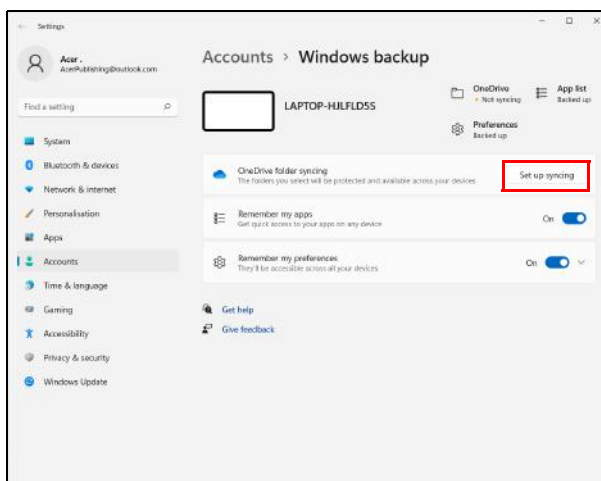 Settings
Acer .
AcerPublishing@outlook.com
Find a setting
System
Bluetooth & devices
Network & internet
Personalisation
Apps
Accounts
Time & language
Gaming
Accessibility
Privacy & security
Windows Update
Accounts > Windows backup
LAPTOP-HJLFLD5S
OneDrive
• Not syncing
App list
Backed up
Preferences
Backed up
OneDrive folder syncing
The folders you select will be protected and available across your devices
Set up syncing
Remember my apps
Get quick access to your apps on any device
On
Remember my preferences
They'll be accessible across all your devices
On
Get help
Give feedback